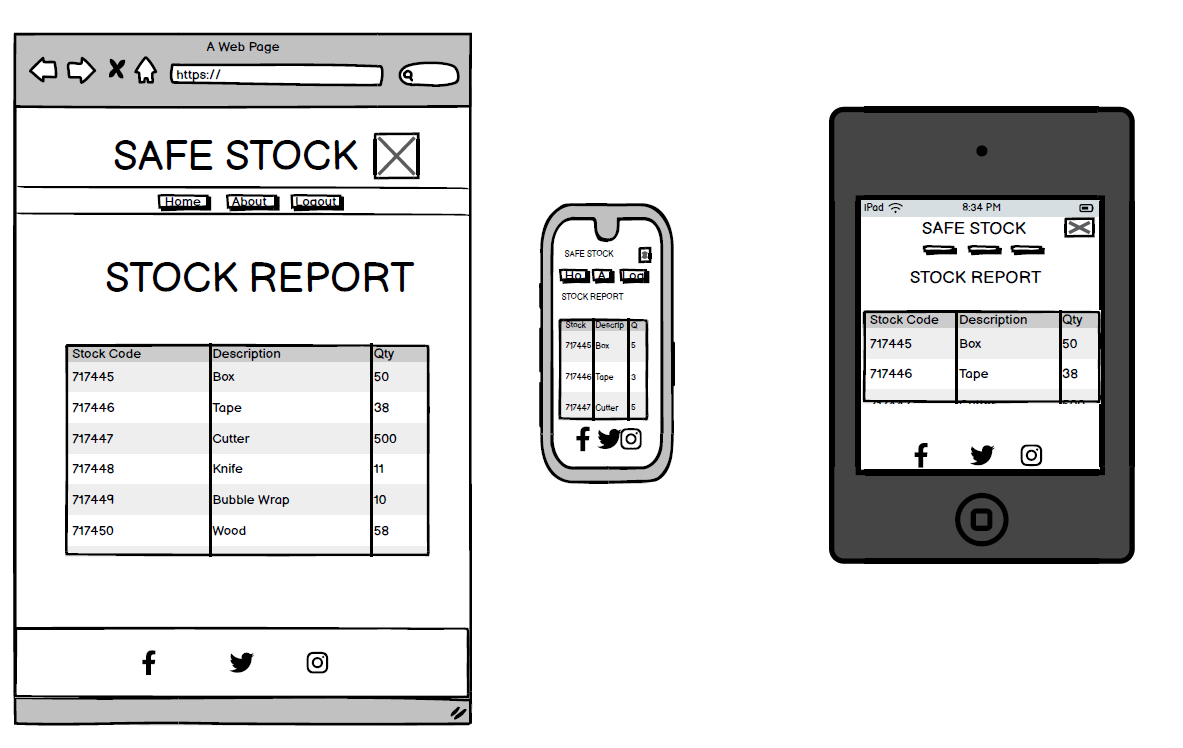 A Web Page
https://
SAFE STOCK
Home About Logout
STOCK REPORT
Stock Code Description Qty
717445 Box 50
717446 Tape 38
717447 Cutter 500
717448 Knife 11
717449 Bubble Wrap 10
717450 Wood 58
SAFE STOCK
Ho A Log
STOCK REPORT
Stock Descrip Q
717445 Box 5
717446 Tape 3
717447 Cutter 5
iPad 8:34 PM
SAFE STOCK
STOCK REPORT
Stock Code Description Qty
717445 Box 50
717446 Tape 38